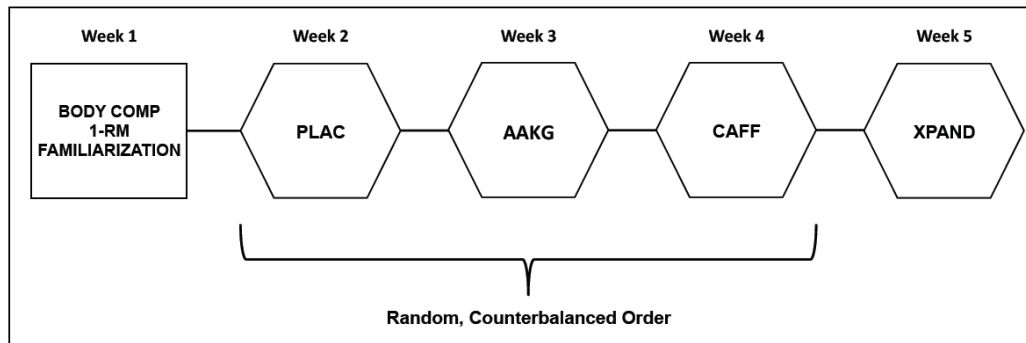 Week 1 Week 2 Week 3 Week 4 Week 5
BODY COMP
1-RM
FAMILIARIZATION
PLAC
AAKG
CAFF
XPAND
Random, Counterbalanced Order